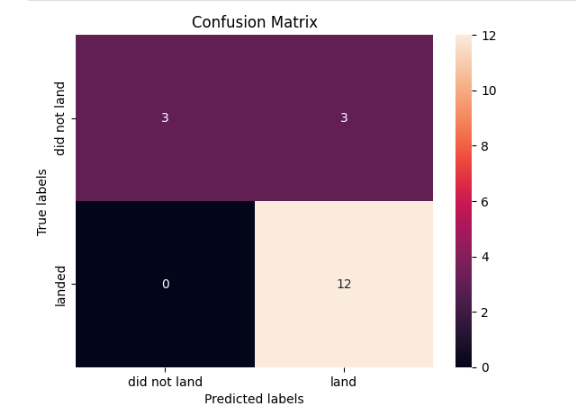 Confusion Matrix
True labels
did not land
3
3
landed
0
12
did not land
land
Predicted labels
12
10
8
6
4
2
0